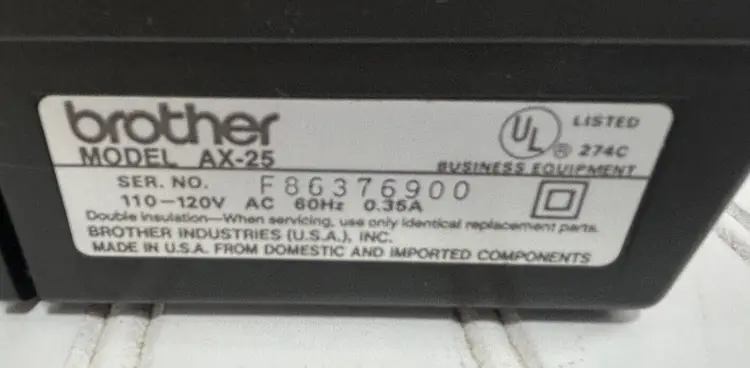 brother
MODEL AX-25
UL ® LISTED
274C
BUSINESS EQUIPMENT
SER. NO. F86376900
110-120V AC 60Hz 0.35A
Double insulation—When servicing, use only identical replacement parts.
BROTHER INDUSTRIES (U.S.A.), INC.
MADE IN U.S.A. FROM DOMESTIC AND IMPORTED COMPONENTS